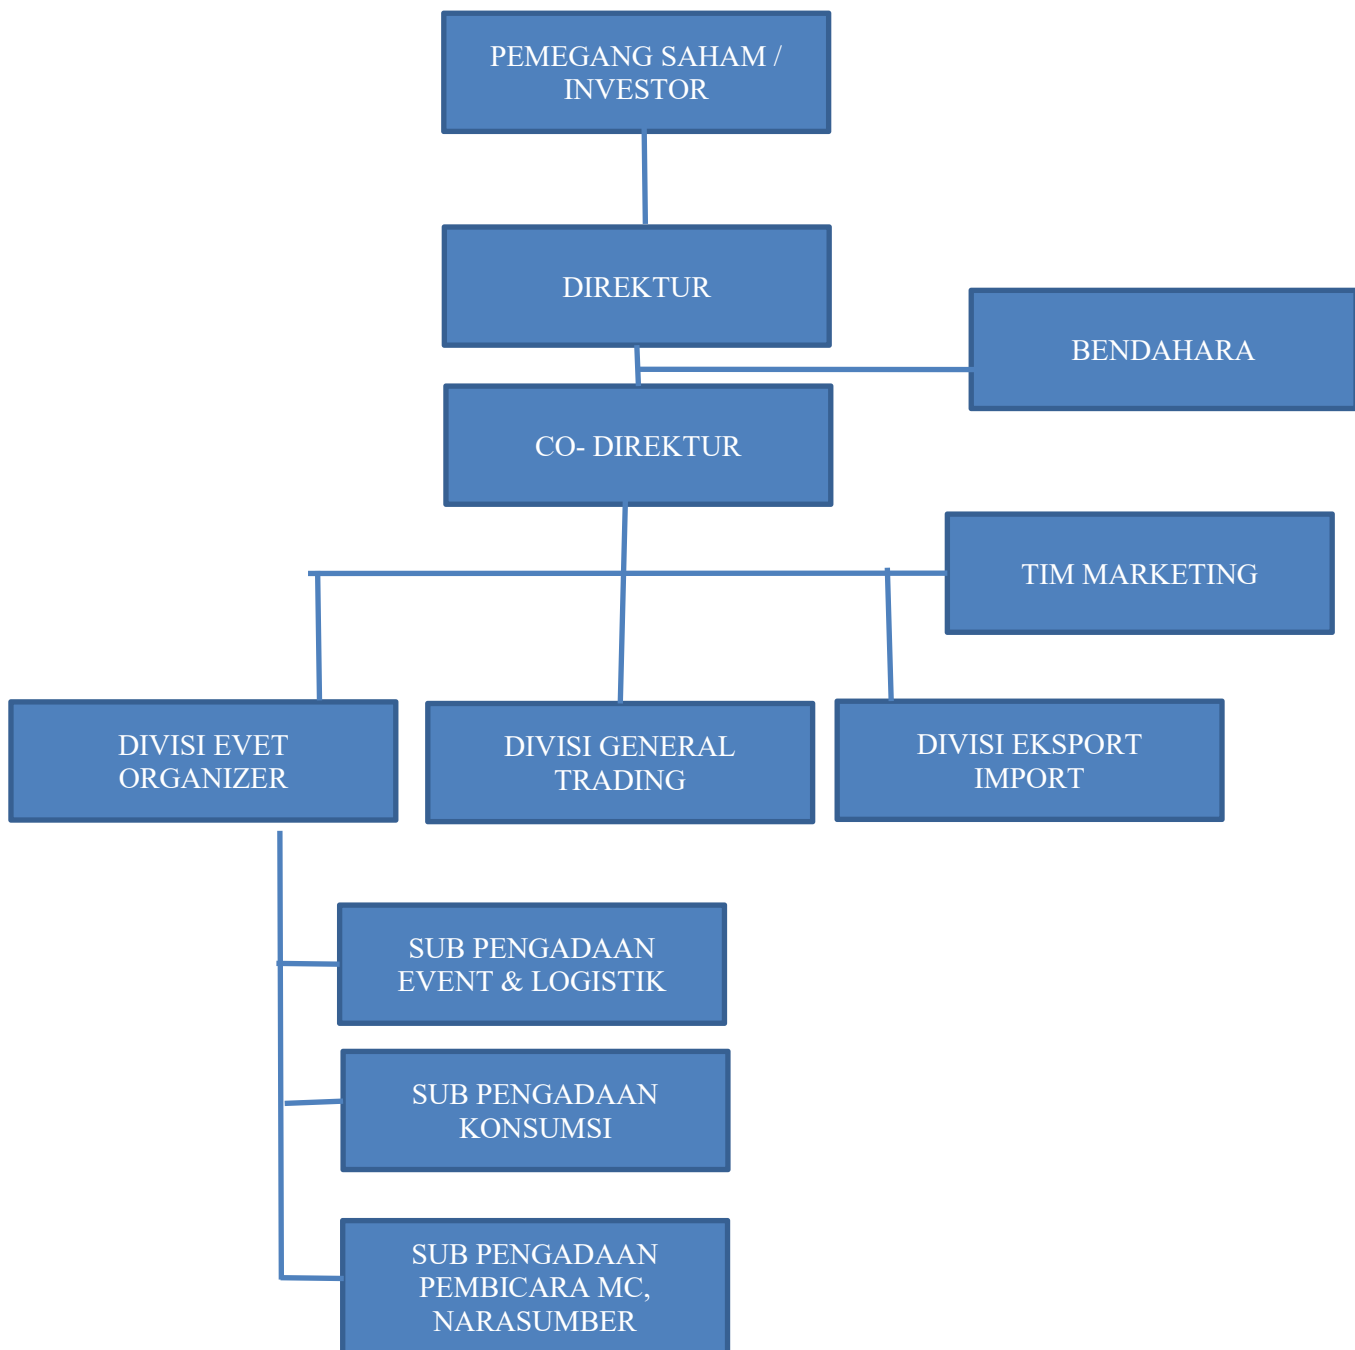 PEMEGANG SAHAM /
INVESTOR
DIREKTUR
BENDAHARA
CO- DIREKTUR
TIM MARKETING
DIVISI EVET
ORGANIZER
DIVISI GENERAL
TRADING
DIVISI EKSPORT
IMPORT
SUB PENGADAAN
EVENT & LOGISTIK
SUB PENGADAAN
KONSUMSI
SUB PENGADAAN
PEMBICARA MC,
NARASUMBER